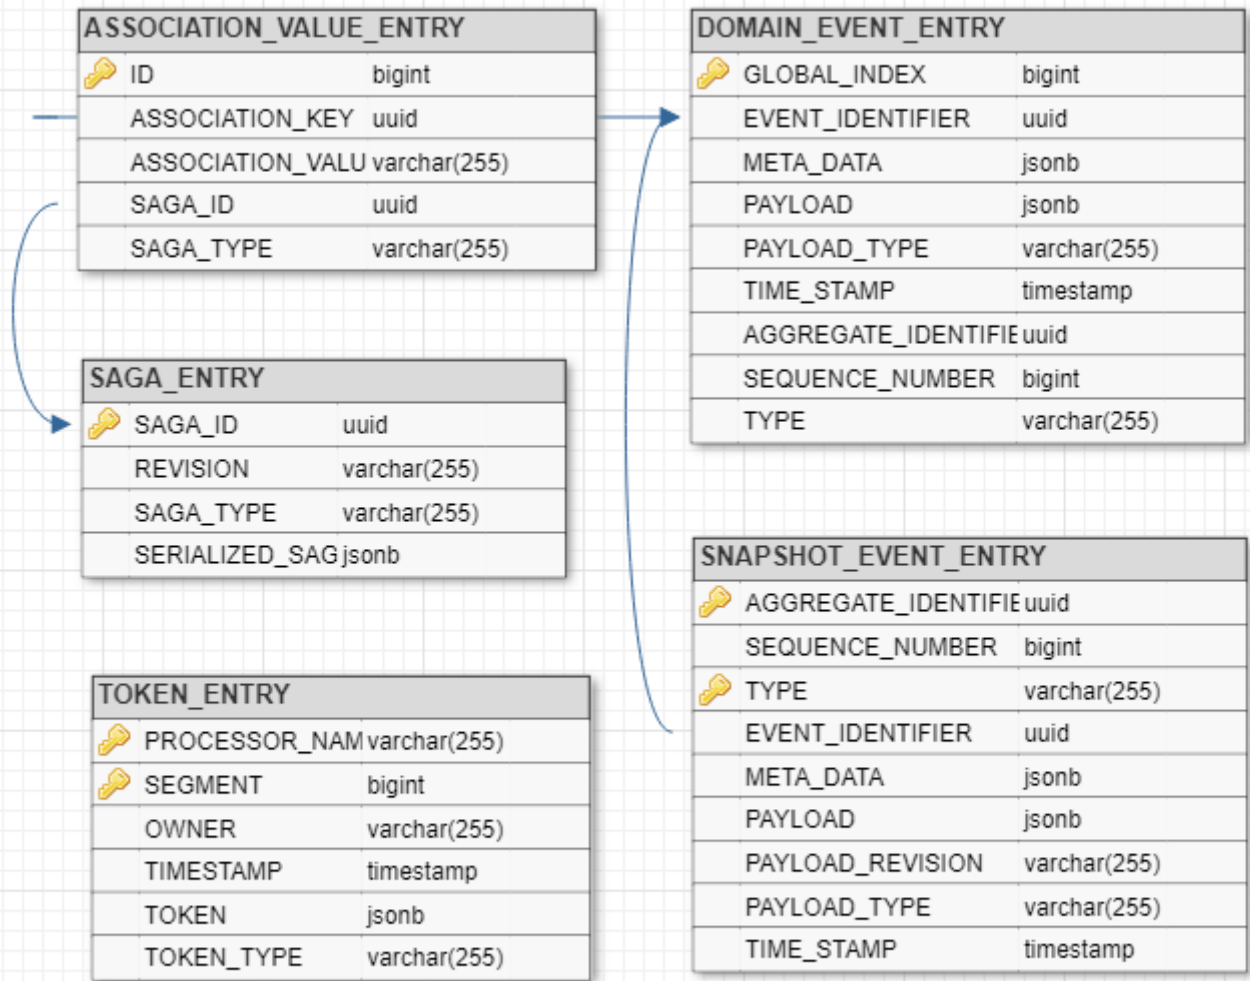 ASSOCIATION_VALUE_ENTRY
ID bigint
ASSOCIATION_KEY uuid
ASSOCIATION_VALU varchar(255)
SAGA_ID uuid
SAGA_TYPE varchar(255)
SAGA_ENTRY
SAGA_ID uuid
REVISION varchar(255)
SAGA_TYPE varchar(255)
SERIALIZED_SAG jsonb
TOKEN_ENTRY
PROCESSOR_NAM varchar(255)
SEGMENT bigint
OWNER varchar(255)
TIMESTAMP timestamp
TOKEN jsonb
TOKEN_TYPE varchar(255)
DOMAIN_EVENT_ENTRY
GLOBAL_INDEX bigint
EVENT_IDENTIFIER uuid
META_DATA jsonb
PAYLOAD jsonb
PAYLOAD_TYPE varchar(255)
TIME_STAMP timestamp
AGGREGATE_IDENTIFIE uuid
SEQUENCE_NUMBER bigint
TYPE varchar(255)
SNAPSHOT_EVENT_ENTRY
AGGREGATE_IDENTIFIE uuid
SEQUENCE_NUMBER bigint
TYPE varchar(255)
EVENT_IDENTIFIER uuid
META_DATA jsonb
PAYLOAD jsonb
PAYLOAD_REVISION varchar(255)
PAYLOAD_TYPE varchar(255)
TIME_STAMP timestamp